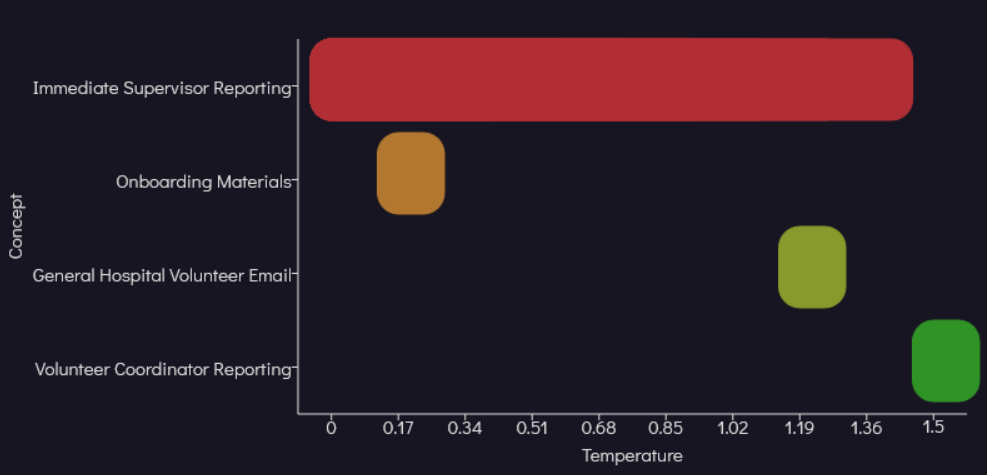 Immediate Supervisor Reporting
Onboarding Materials
Concept
General Hospital Volunteer Email
Volunteer Coordinator Reporting
0 0.17 0.34 0.51 0.68 0.85 1.02 1.19 1.36 1.5
Temperature